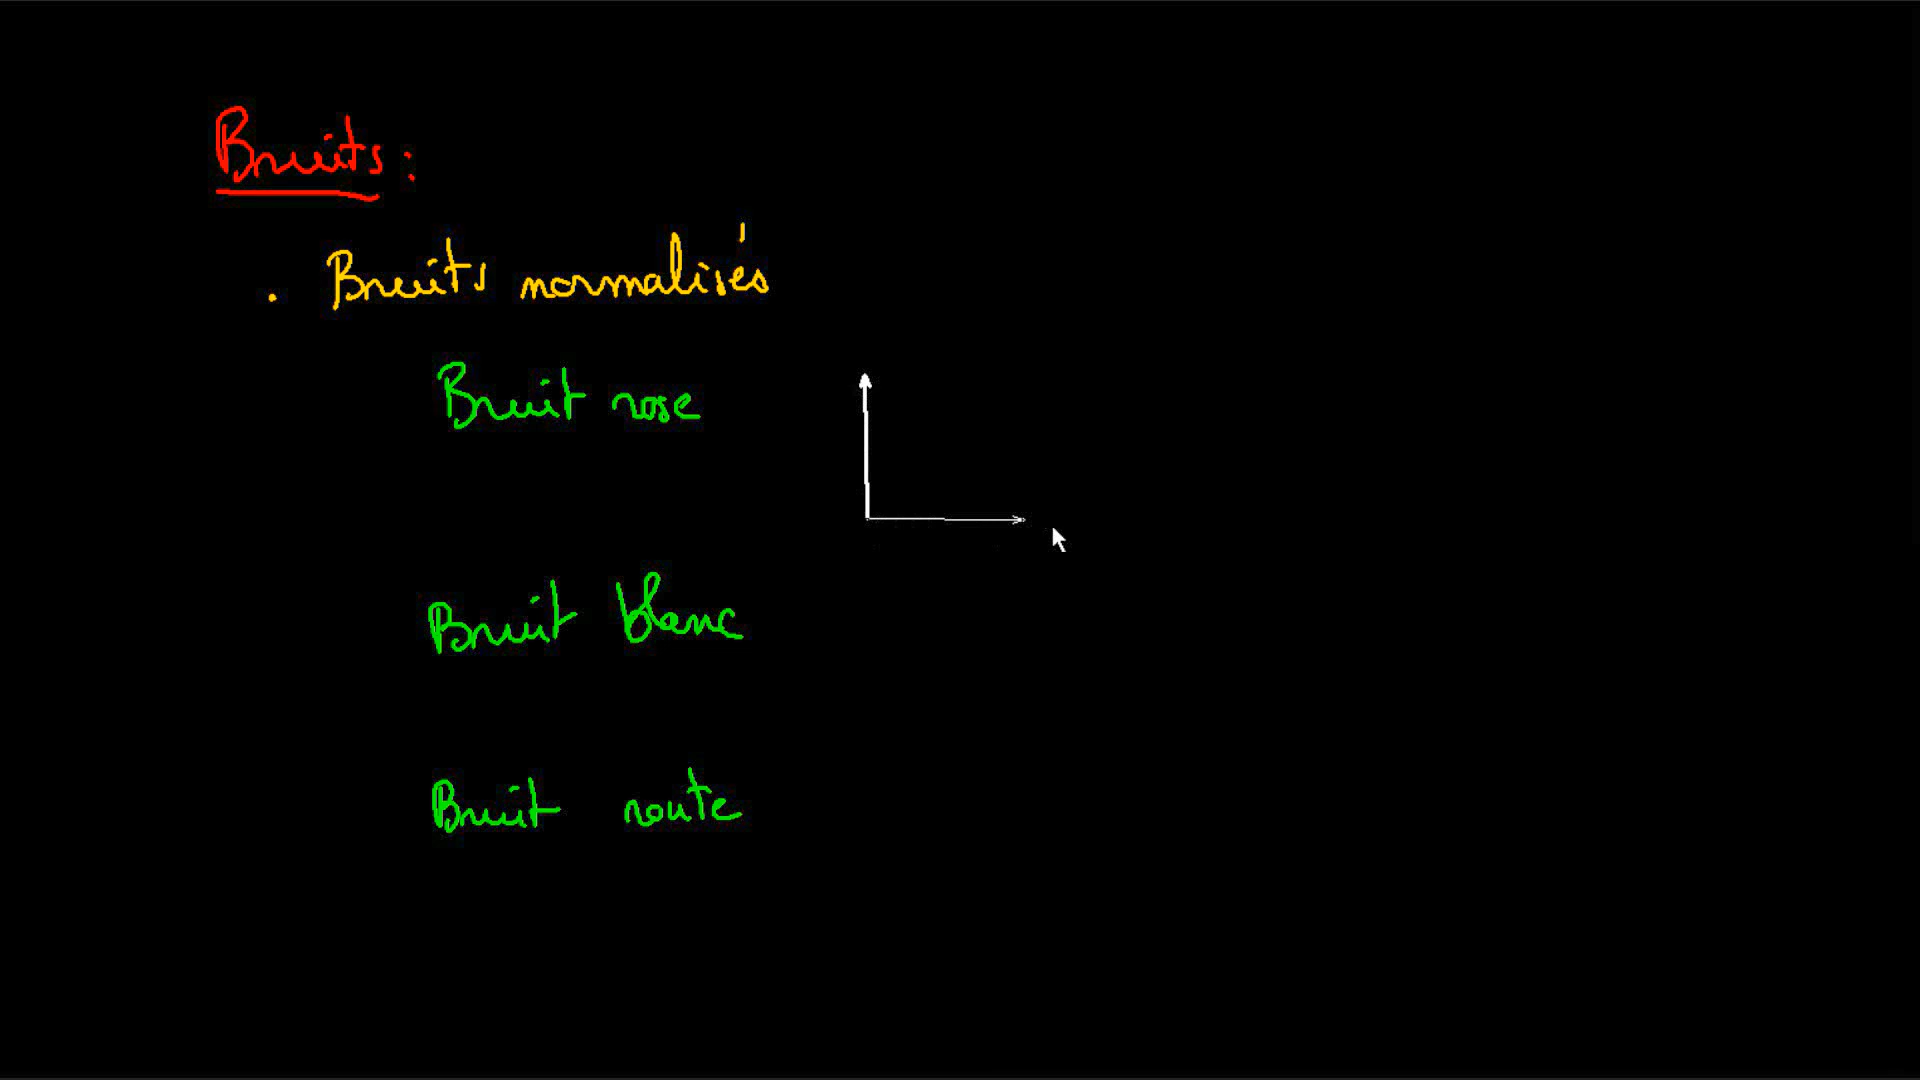 Bruits :
. Bruits normalisés
Bruit rose
Bruit blanc
Bruit route